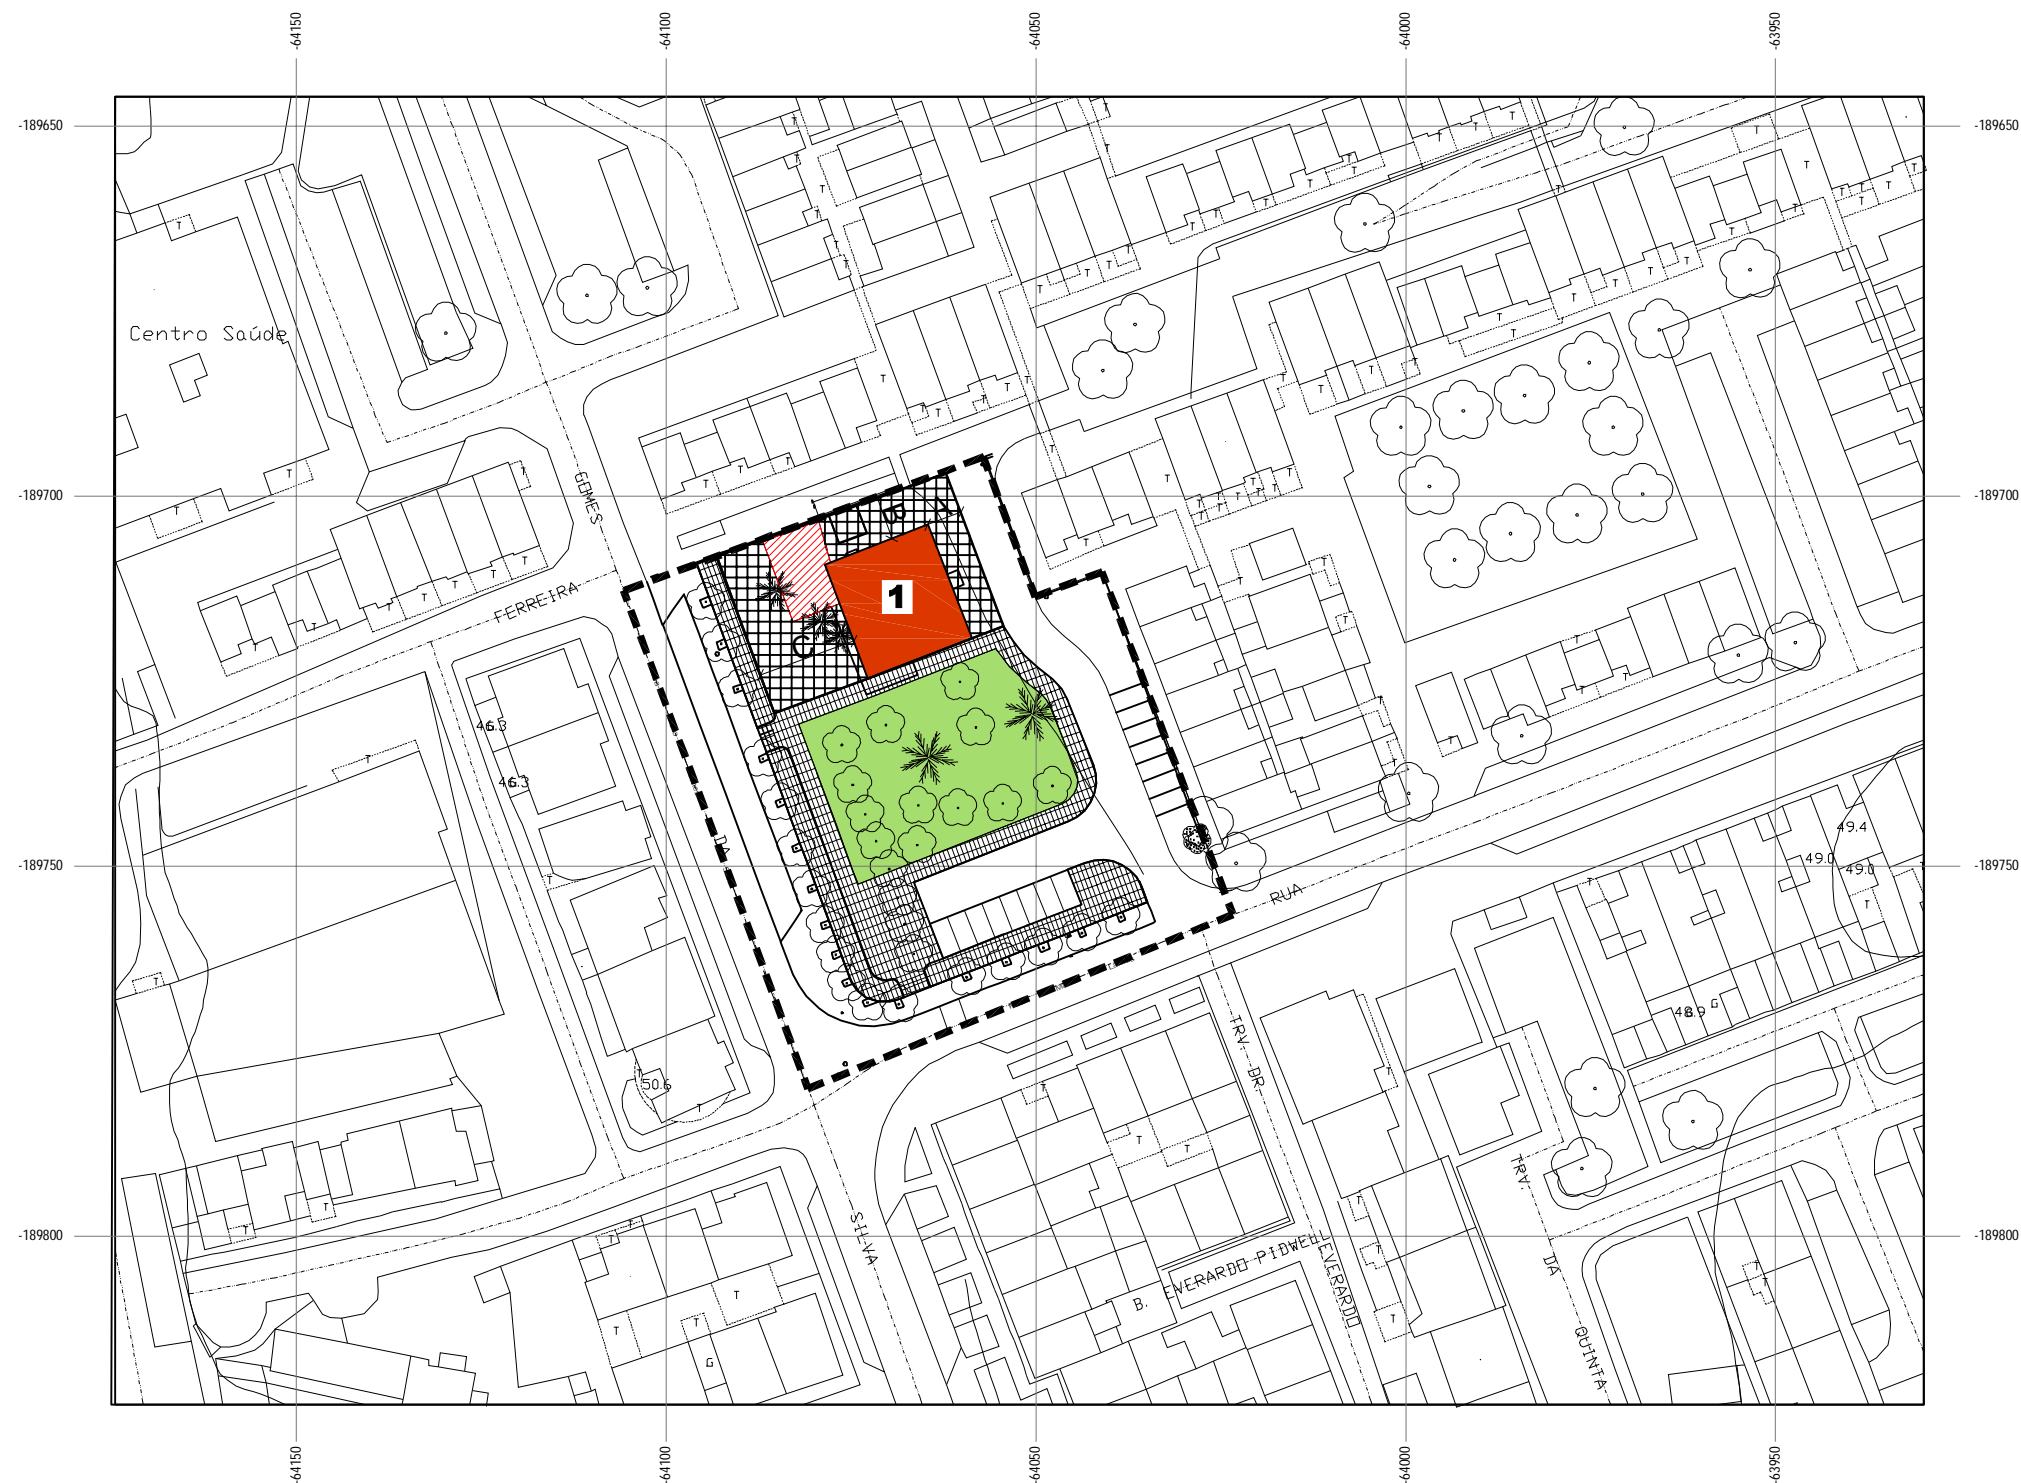 -64150
-64100
-64050
-64000
-63950
-189650
-189650
Centro Saúde
GOMES
-189700
-189700
B
1
FERREIRA
C
46.3
46.3
DA
49.4
49.0
49.0
-189750
-189750
RUA
48.9
G
TRV. DR.
50.6
TRV.
DA
SILVA
-189800
-189800
B. EVERARDO PIDWELL
EVERARDO
QUINTA
G
-64150
-64100
-64050
-64000
-63950